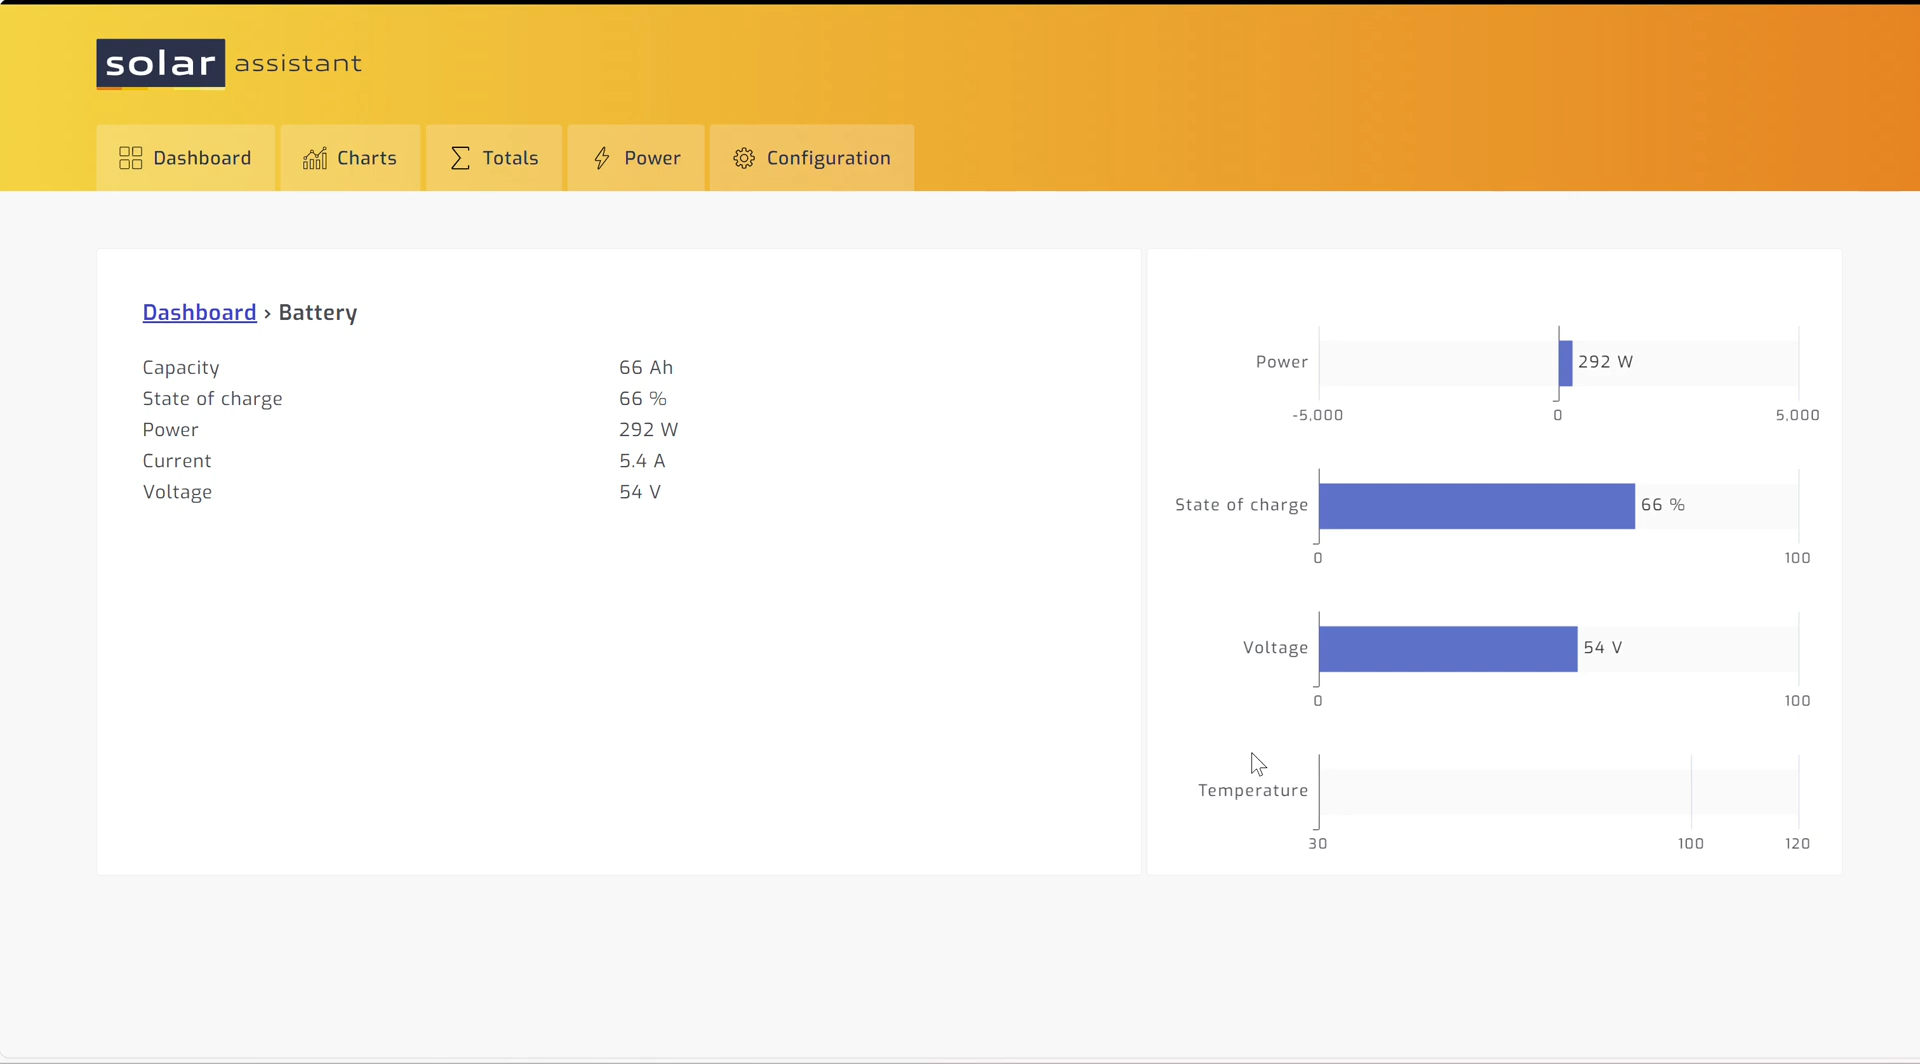 solar assistant
Dashboard Charts Totals Power Configuration
Dashboard › Battery
Capacity 66 Ah
State of charge 66 %
Power 292 W
Current 5.4 A
Voltage 54 V
Power 292 W
-5,000 0 5,000
State of charge 66 %
0 100
Voltage 54 V
0 100
Temperature
30 100 120